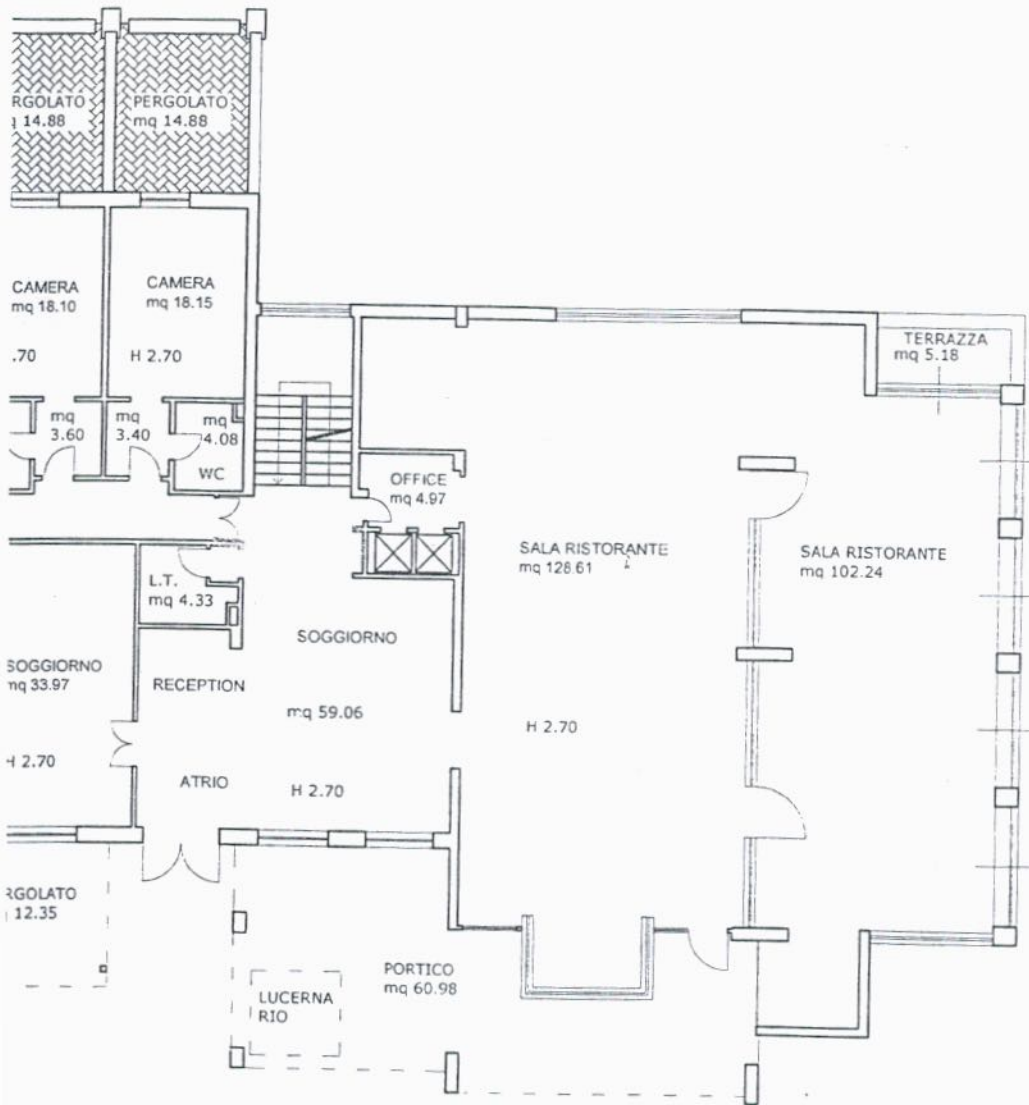 RGOLATO
14.88
PERGOLATO
mq 14.88
CAMERA
mq 18.10
.70
CAMERA
mq 18.15
H 2.70
mq
3.60
mq
3.40
mq
4.08
WC
TERRAZZA
mq 5.18
OFFICE
mq 4.97
SALA RISTORANTE
mq 128.61
SALA RISTORANTE
mq 102.24
L.T.
mq 4.33
SOGGIORNO
SOGGIORNO
mq 33.97
RECEPTION
mq 59.06
H 2.70
H 2.70
ATRIO
H 2.70
RGOLATO
12.35
PORTICO
mq 60.98
LUCERNA
RIO